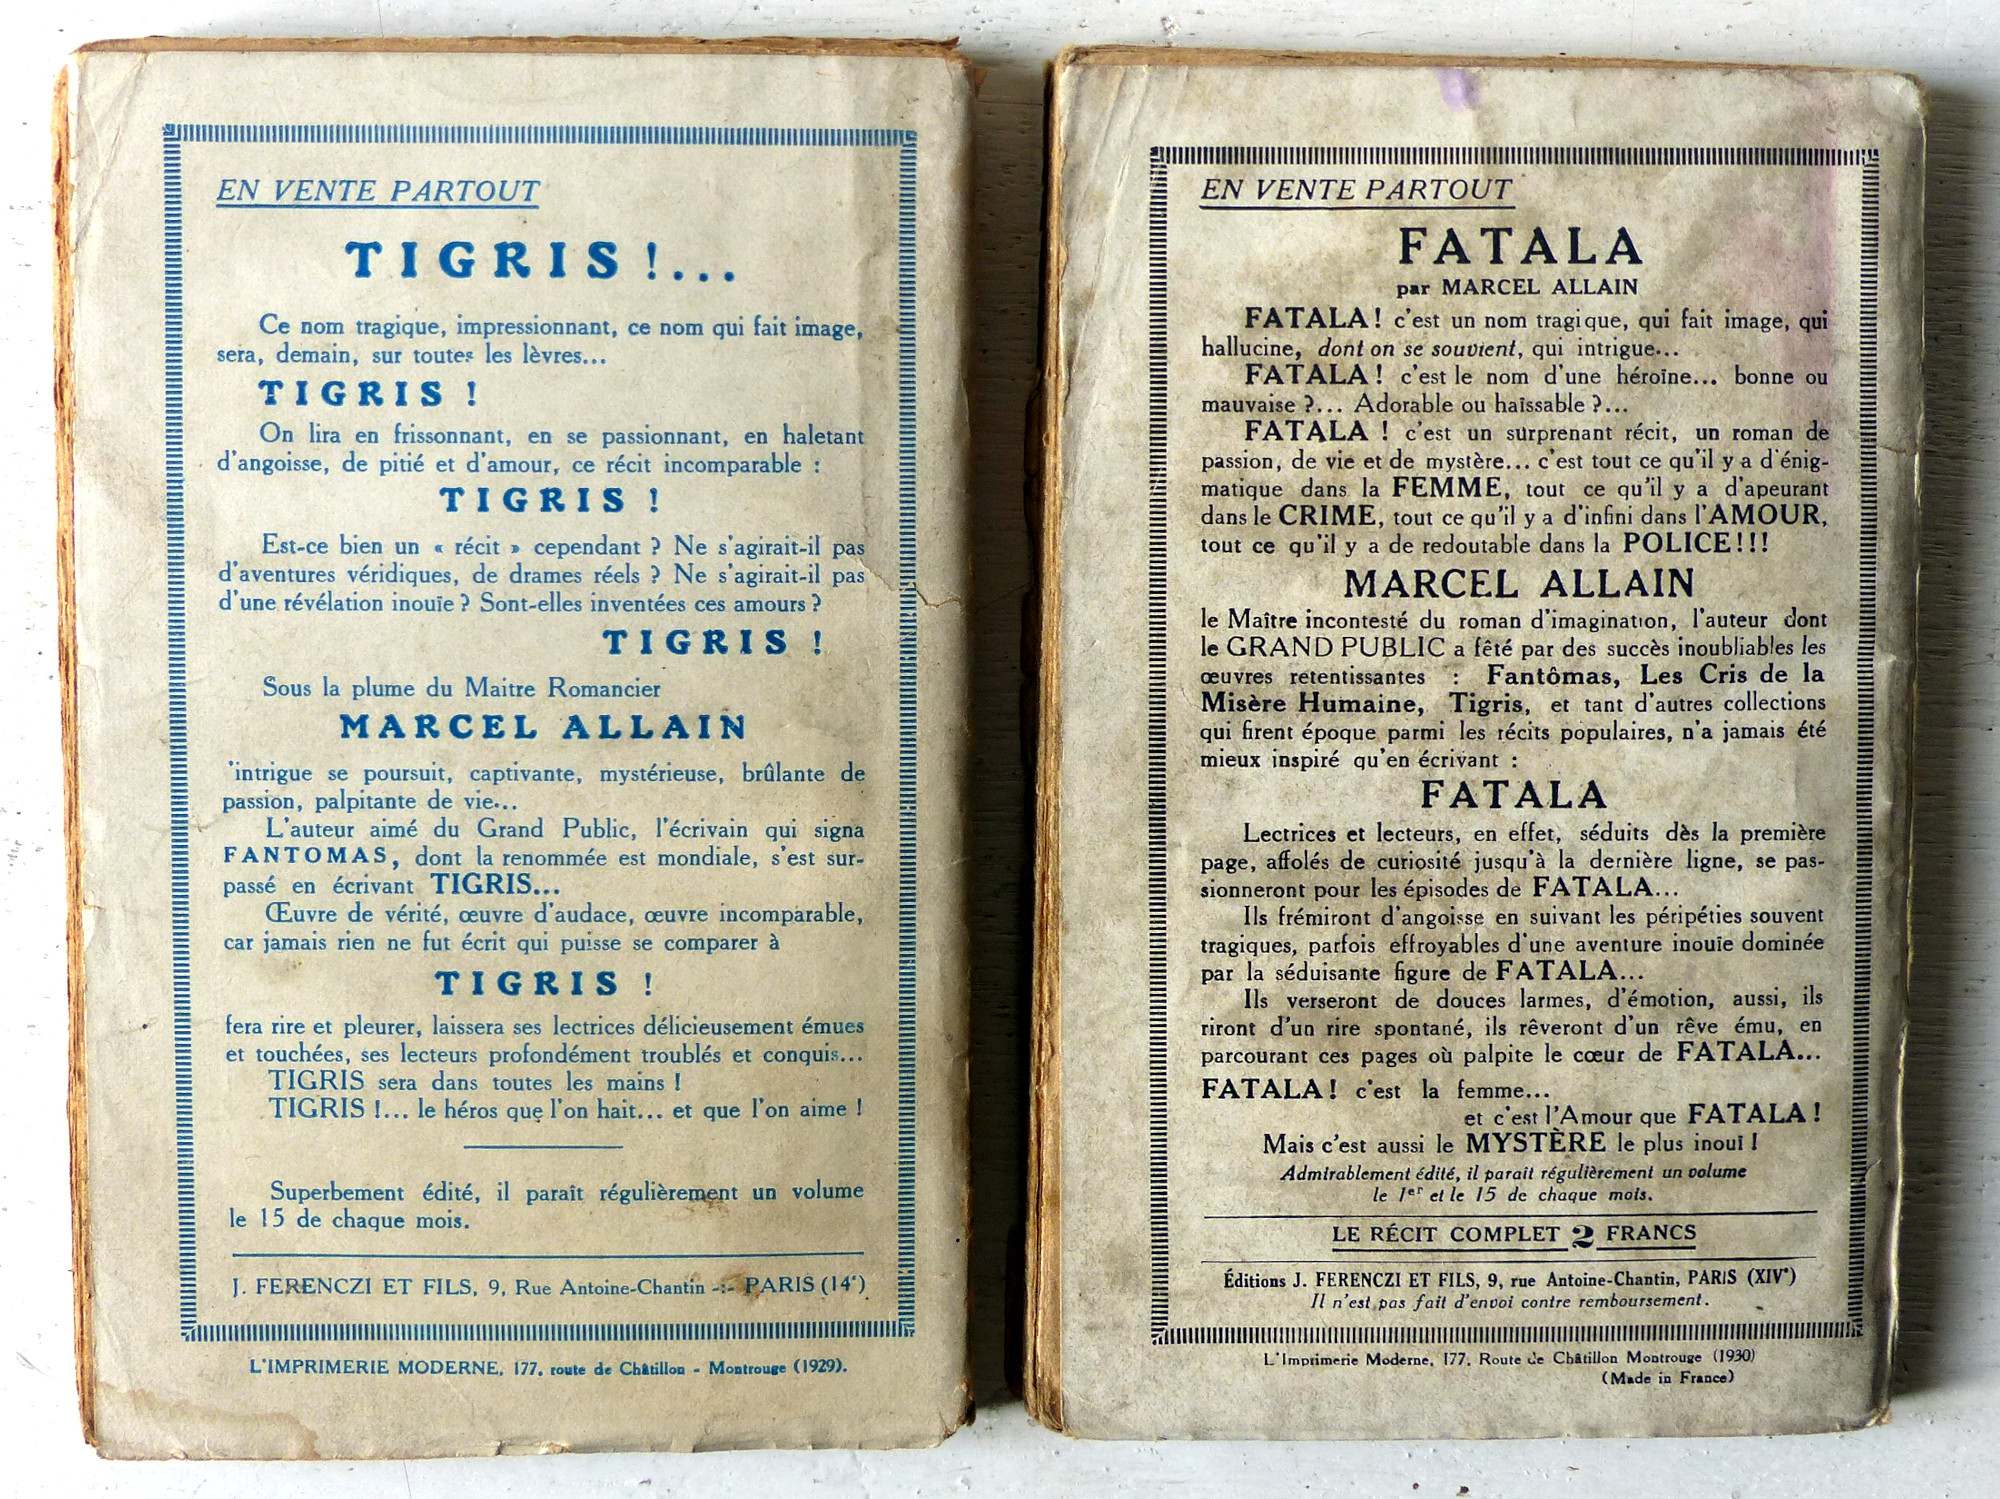 EN VENTE PARTOUT
TIGRIS !...
Ce nom tragique, impressionnant, ce nom qui fait image,
sera, demain, sur toutes les lèvres...
TIGRIS !
On lira en frissonnant, en se passionnant, en haletant
d'angoisse, de pitié et d'amour, ce récit incomparable :
TIGRIS !
Est-ce bien un « récit » cependant ? Ne s'agirait-il pas
d'aventures véridiques, de drames réels ? Ne s'agirait-il pas
d'une révélation inouïe ? Sont-elles inventées ces amours ?
TIGRIS !
Sous la plume du Maitre Romancier
MARCEL ALLAIN
'intrigue se poursuit, captivante, mystérieuse, brûlante de
passion, palpitante de vie...
L'auteur aimé du Grand Public, l'écrivain qui signa
FANTOMAS, dont la renommée est mondiale, s'est sur-
passé en écrivant TIGRIS...
Œuvre de vérité, œuvre d'audace, œuvre incomparable,
car jamais rien ne fut écrit qui puisse se comparer à
TIGRIS !
fera rire et pleurer, laissera ses lectrices délicieusement émues
et touchées, ses lecteurs profondément troublés et conquis...
TIGRIS sera dans toutes les mains !
TIGRIS !... le héros que l'on hait... et que l'on aime !
Superbement édité, il paraît régulièrement un volume
le 15 de chaque mois.
J. FERENCZI ET FILS, 9, Rue Antoine-Chantin -:- PARIS (14e)
L'IMPRIMERIE MODERNE, 177, route de Châtillon - Montrouge (1929).
EN VENTE PARTOUT
FATALA
par MARCEL ALLAIN
FATALA ! c'est un nom tragique, qui fait image, qui
hallucine, dont on se souvient, qui intrigue...
FATALA ! c'est le nom d'une héroïne... bonne ou
mauvaise ?... Adorable ou haïssable ?...
FATALA ! c'est un surprenant récit, un roman de
passion, de vie et de mystère... c'est tout ce qu'il y a d'énig-
matique dans la FEMME, tout ce qu'il y a d'apeurant
dans le CRIME, tout ce qu'il y a d'infini dans l'AMOUR,
tout ce qu'il y a de redoutable dans la POLICE!!!
MARCEL ALLAIN
le Maître incontesté du roman d'imagination, l'auteur dont
le GRAND PUBLIC a fêté par des succès inoubliables les
œuvres retentissantes : Fantômas, Les Cris de la
Misère Humaine, Tigris, et tant d'autres collections
qui firent époque parmi les récits populaires, n'a jamais été
mieux inspiré qu'en écrivant :
FATALA
Lectrices et lecteurs, en effet, séduits dès la première
page, affolés de curiosité jusqu'à la dernière ligne, se pas-
sionneront pour les épisodes de FATALA...
Ils frémiront d'angoisse en suivant les péripéties souvent
tragiques, parfois effroyables d'une aventure inouïe dominée
par la séduisante figure de FATALA...
Ils verseront de douces larmes, d'émotion, aussi, ils
riront d'un rire spontané, ils rêveront d'un rêve ému, en
parcourant ces pages où palpite le cœur de FATALA...
FATALA ! c'est la femme...
et c'est l'Amour que FATALA !
Mais c'est aussi le MYSTÈRE le plus inouï !
Admirablement édité, il paraît régulièrement un volume
le 1er et le 15 de chaque mois.
LE RÉCIT COMPLET 2 FRANCS
Éditions J. FERENCZI ET FILS, 9, rue Antoine-Chantin, PARIS (XIVe)
Il n'est pas fait d'envoi contre remboursement.
L'Imprimerie Moderne, 177, Route de Châtillon Montrouge (1930)
(Made in France)